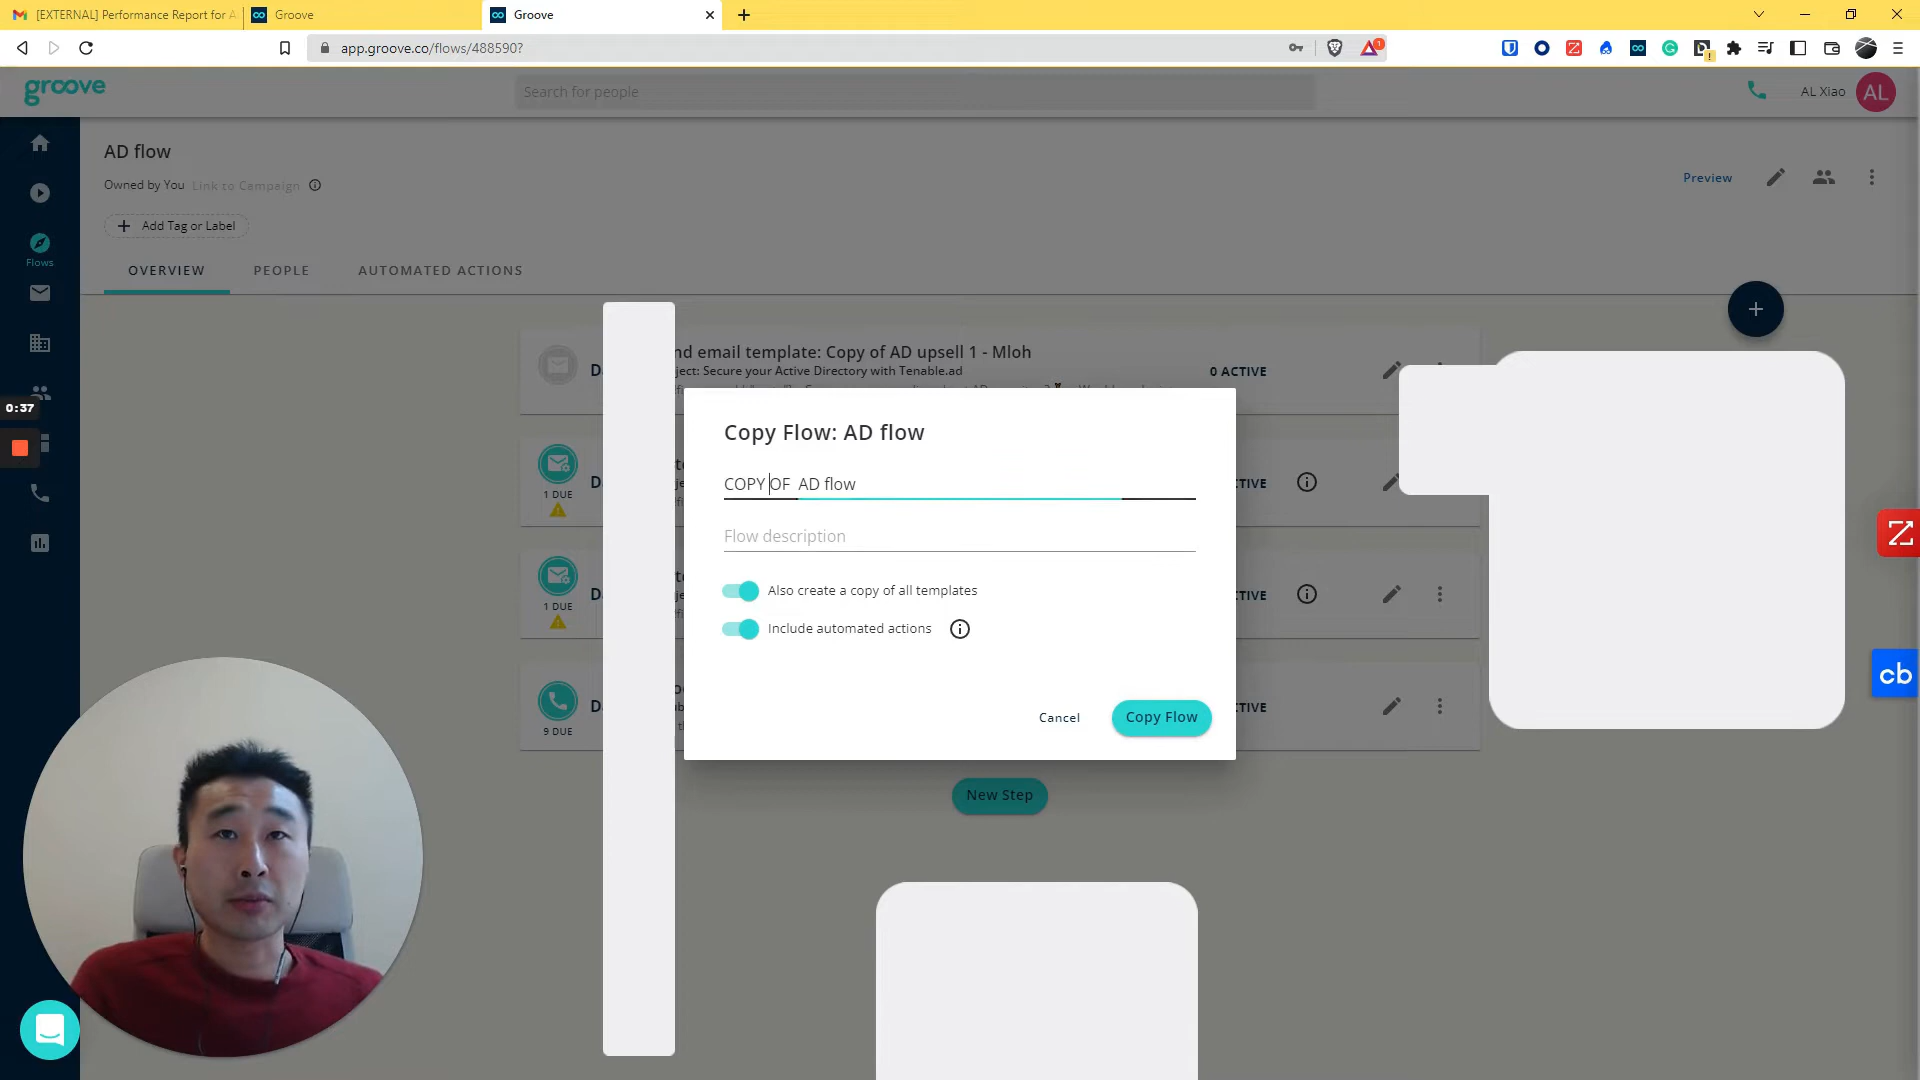 [EXTERNAL] Performance Report for A
Groove
Groove
app.groove.co/flows/488590?
1
groove
Search for people
AL Xiao
AL
AD flow
Owned by You Link to Campaign
Preview
Add Tag or Label
Flows
OVERVIEW
PEOPLE
AUTOMATED ACTIONS
nd email template: Copy of AD upsell 1 - Mloh
ject: Secure your Active Directory with Tenable.ad
0 ACTIVE
0:37
Copy Flow: AD flow
COPY OF AD flow
1 DUE
Flow description
Also create a copy of all templates
1 DUE
Include automated actions
cb
Cancel
Copy Flow
9 DUE
New Step